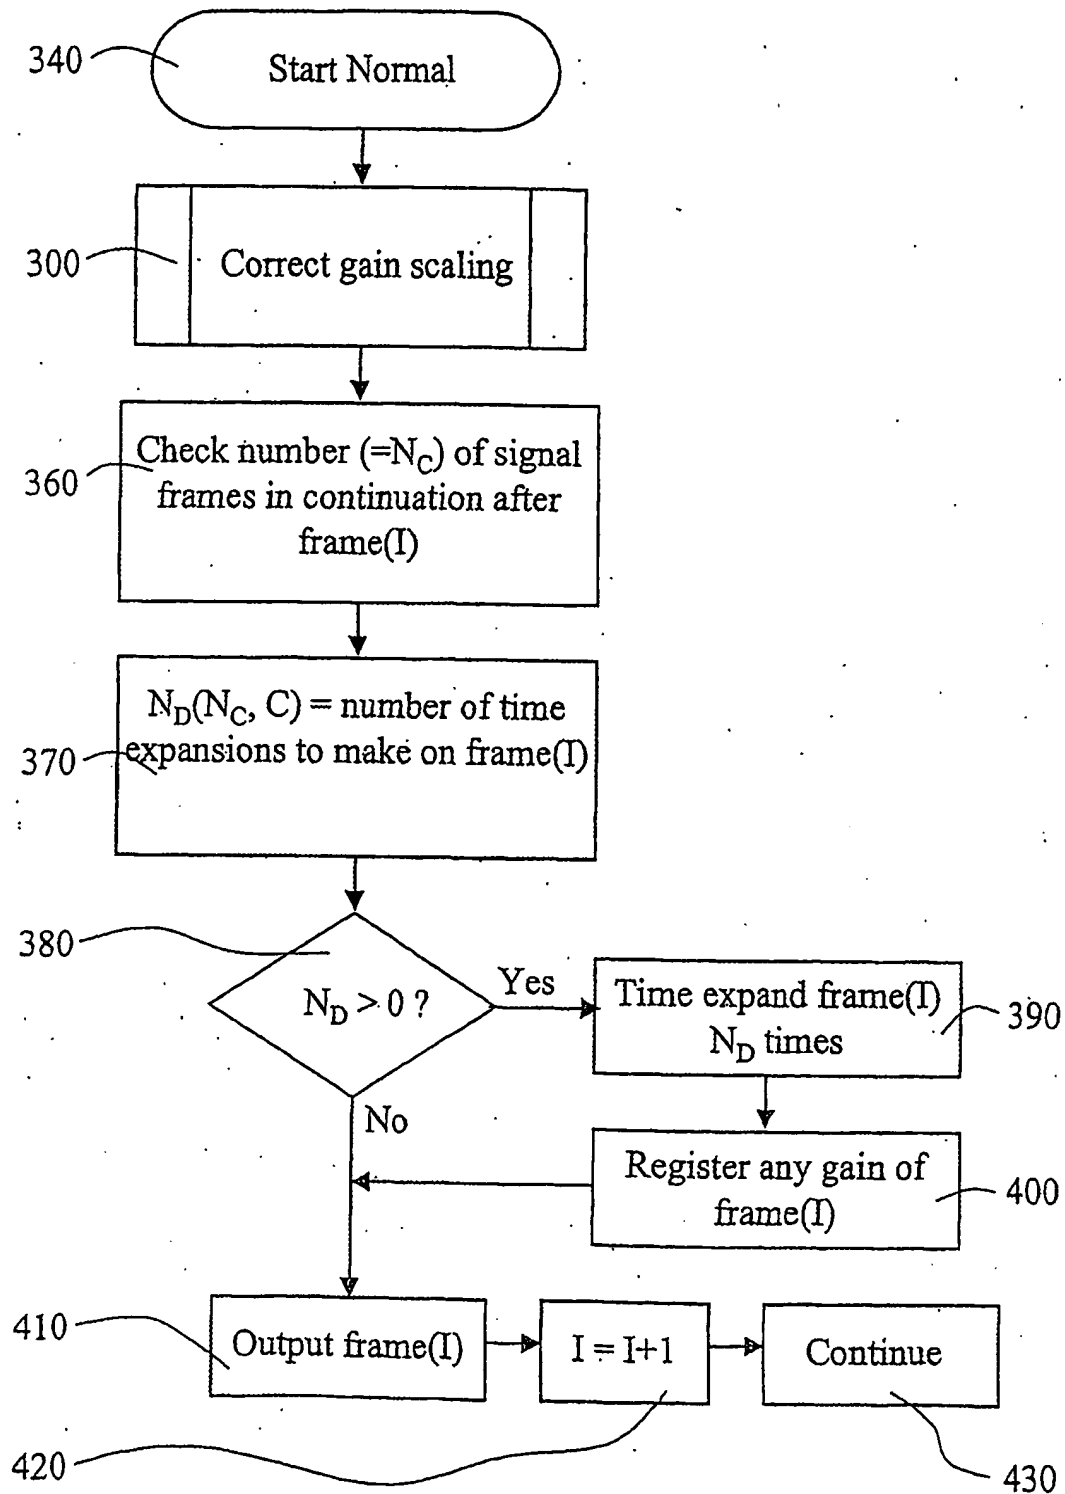 340
Start Normal
300
Correct gain scaling
360
Check number (=N_C) of signal
frames in continuation after
frame(I)
370
N_D(N_C, C) = number of time
expansions to make on frame(I)
380
N_D > 0 ?
Yes
Time expand frame(I)
N_D times
390
No
Register any gain of
frame(I)
400
410
Output frame(I)
I = I+1
Continue
420
430